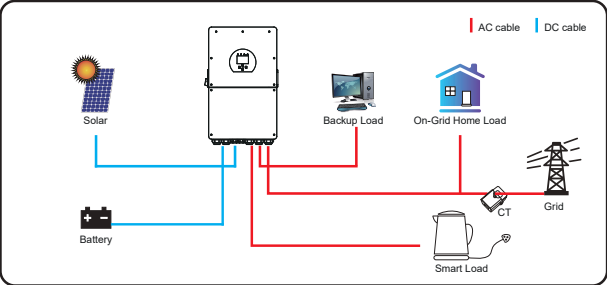 AC cable
DC cable
Solar
Backup Load
On-Grid Home Load
CT
Grid
Battery
Smart Load